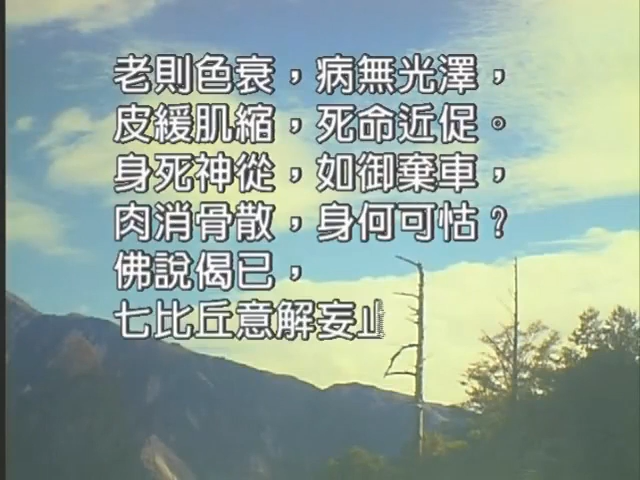 老則色衰，病無光澤，
皮緩肌縮，死命近促。
身死神從，如御棄車，
肉消骨散，身何可怙？
佛說偈已，
七比丘意解妄止